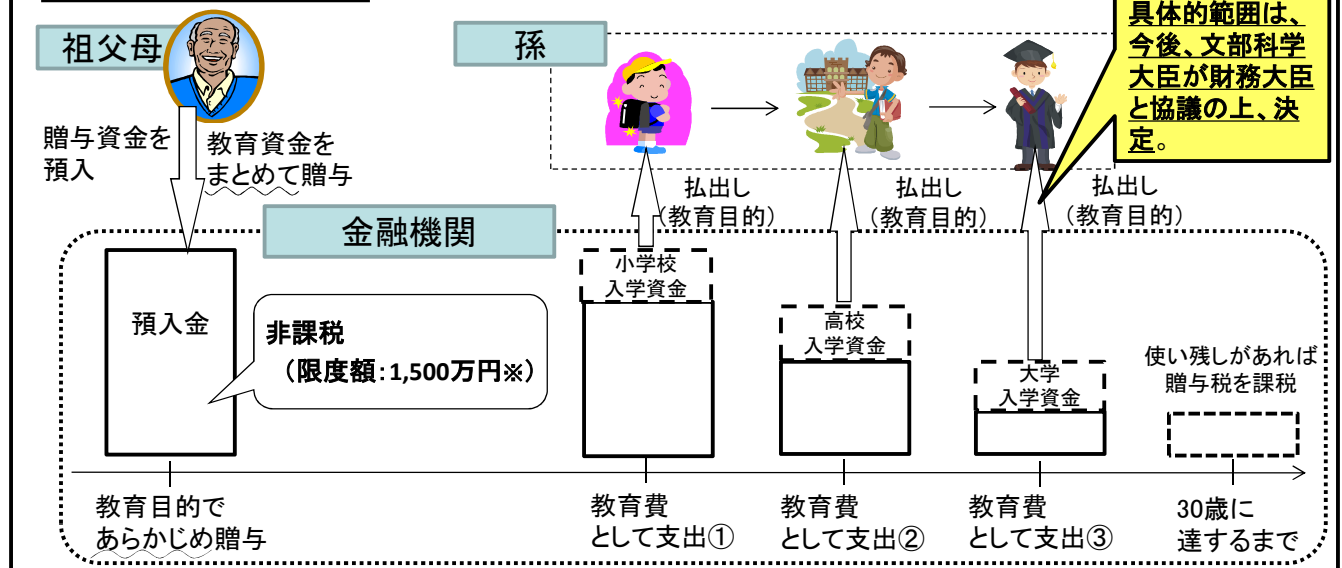 祖父母
孫
具体的範囲は、
今後、文部科学
大臣が財務大臣
と協議の上、決
定。
贈与資金を
預入
教育資金を
まとめて贈与
払出し
（教育目的）
払出し
（教育目的）
払出し
（教育目的）
金融機関
預入金
非課税
（限度額：1,500万円※）
小学校
入学資金
高校
入学資金
大学
入学資金
使い残しがあれば
贈与税を課税
教育目的で
あらかじめ贈与
教育費
として支出①
教育費
として支出②
教育費
として支出③
30歳に
達するまで